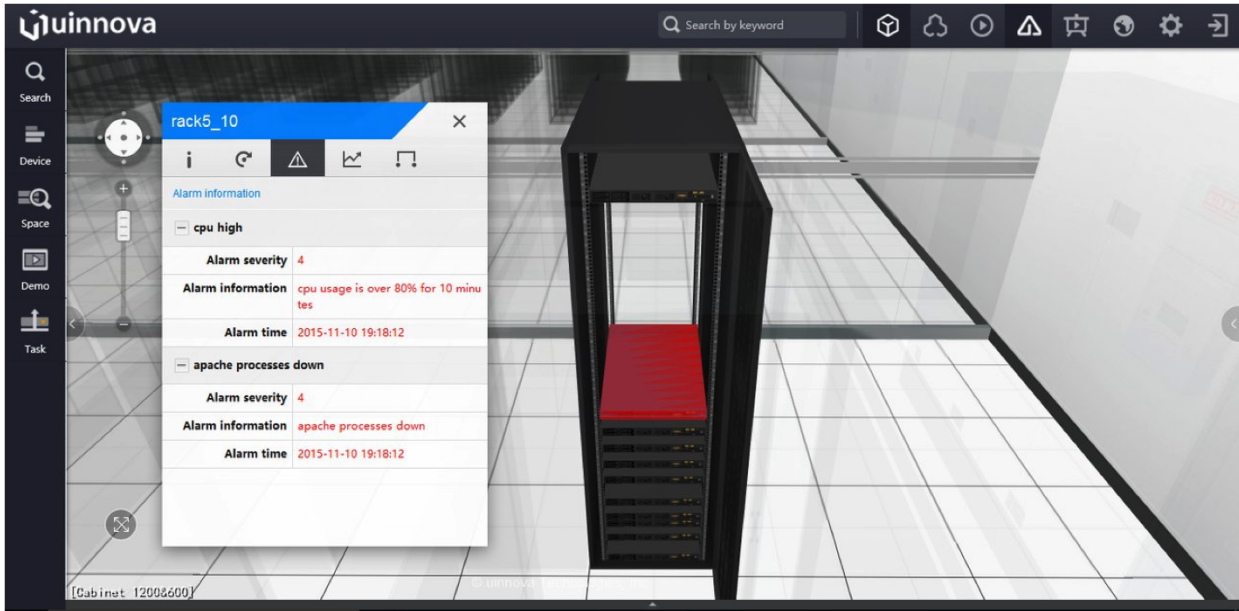 uinnova
Search by keyword
Search
Device
Space
Demo
Task
rack5_10
Alarm information
cpu high
Alarm severity 4
Alarm information cpu usage is over 80% for 10 minu
tes
Alarm time 2015-11-10 19:18:12
apache processes down
Alarm severity 4
Alarm information apache processes down
Alarm time 2015-11-10 19:18:12
© uinnova
[Cabinet 1200&600]